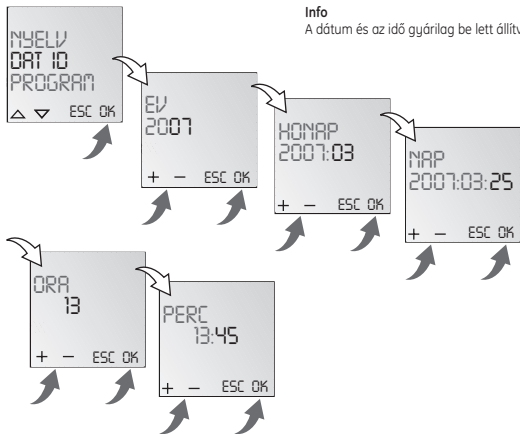 Info
A dátum és az idő gyárilag be lett
NYELV
DAT ID
PROGRAM
ESC OK
EV
2007
+ − ESC OK
HONAP
2007:03
+ − ESC OK
NAP
2007:03:25
+ − ESC OK
ORA
13
+ − ESC OK
PERC
13:45
+ − ESC OK